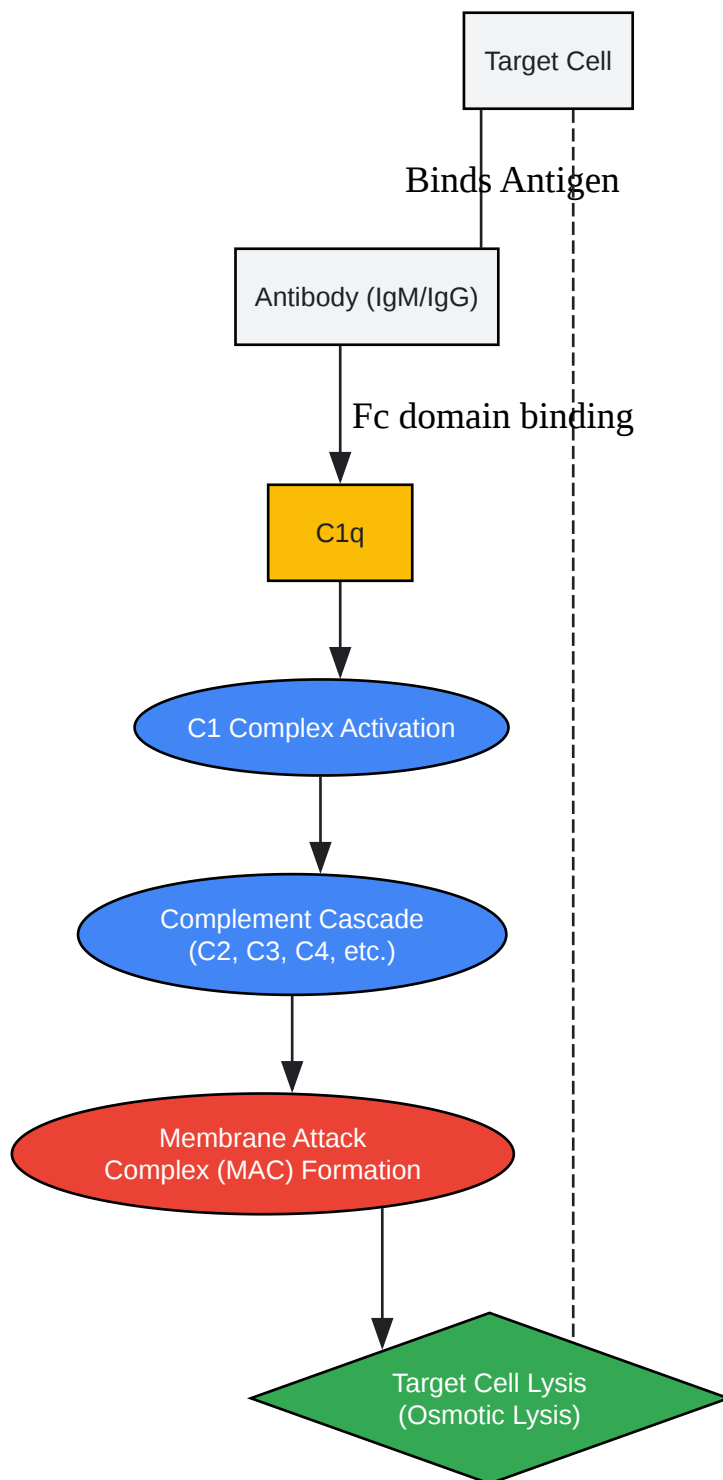 Target Cell
Binds Antigen
Antibody (IgM/IgG)
Fc domain binding
C1q
C1 Complex Activation
Complement Cascade
(C2, C3, C4, etc.)
Membrane Attack
Complex (MAC) Formation
Target Cell Lysis
(Osmotic Lysis)